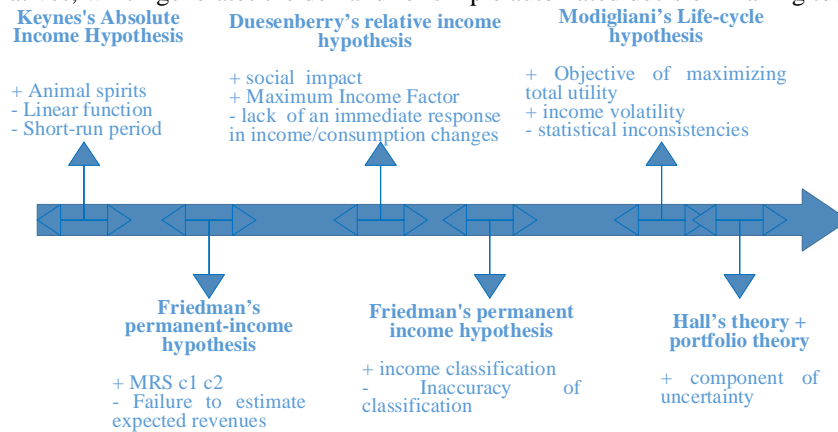 Keynes's Absolute
Income Hypothesis
+ Animal spirits
- Linear function
- Short-run period
Duesenberry's relative income
hypothesis
+ social impact
+ Maximum Income Factor
- lack of an immediate response
in income/consumption changes
Modigliani's Life-cycle
hypothesis
+ Objective of maximizing
total utility
+ income volatility
- statistical inconsistencies
Friedman's
permanent-income
hypothesis
+ MRS c1 c2
- Failure to estimate
expected revenues
Friedman's permanent
income hypothesis
+ income classification
- Inaccuracy of
classification
Hall's theory +
portfolio theory
+ component of
uncertainty